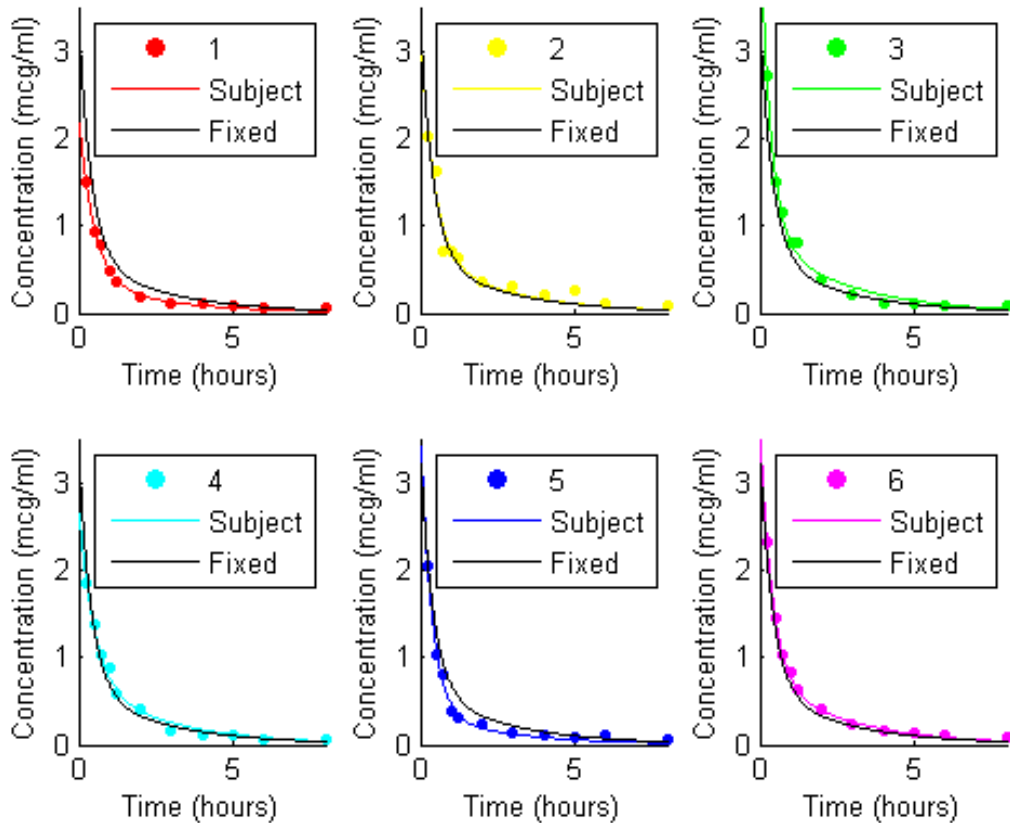 Concentration (mcg/ml)
3
2
1
0
1
Subject
Fixed
0
5
Time (hours)
Concentration (mcg/ml)
3
2
1
0
2
Subject
Fixed
0
5
Time (hours)
Concentration (mcg/ml)
3
2
1
0
3
Subject
Fixed
0
5
Time (hours)
Concentration (mcg/ml)
3
2
1
0
4
Subject
Fixed
0
5
Time (hours)
Concentration (mcg/ml)
3
2
1
0
5
Subject
Fixed
0
5
Time (hours)
Concentration (mcg/ml)
3
2
1
0
6
Subject
Fixed
0
5
Time (hours)